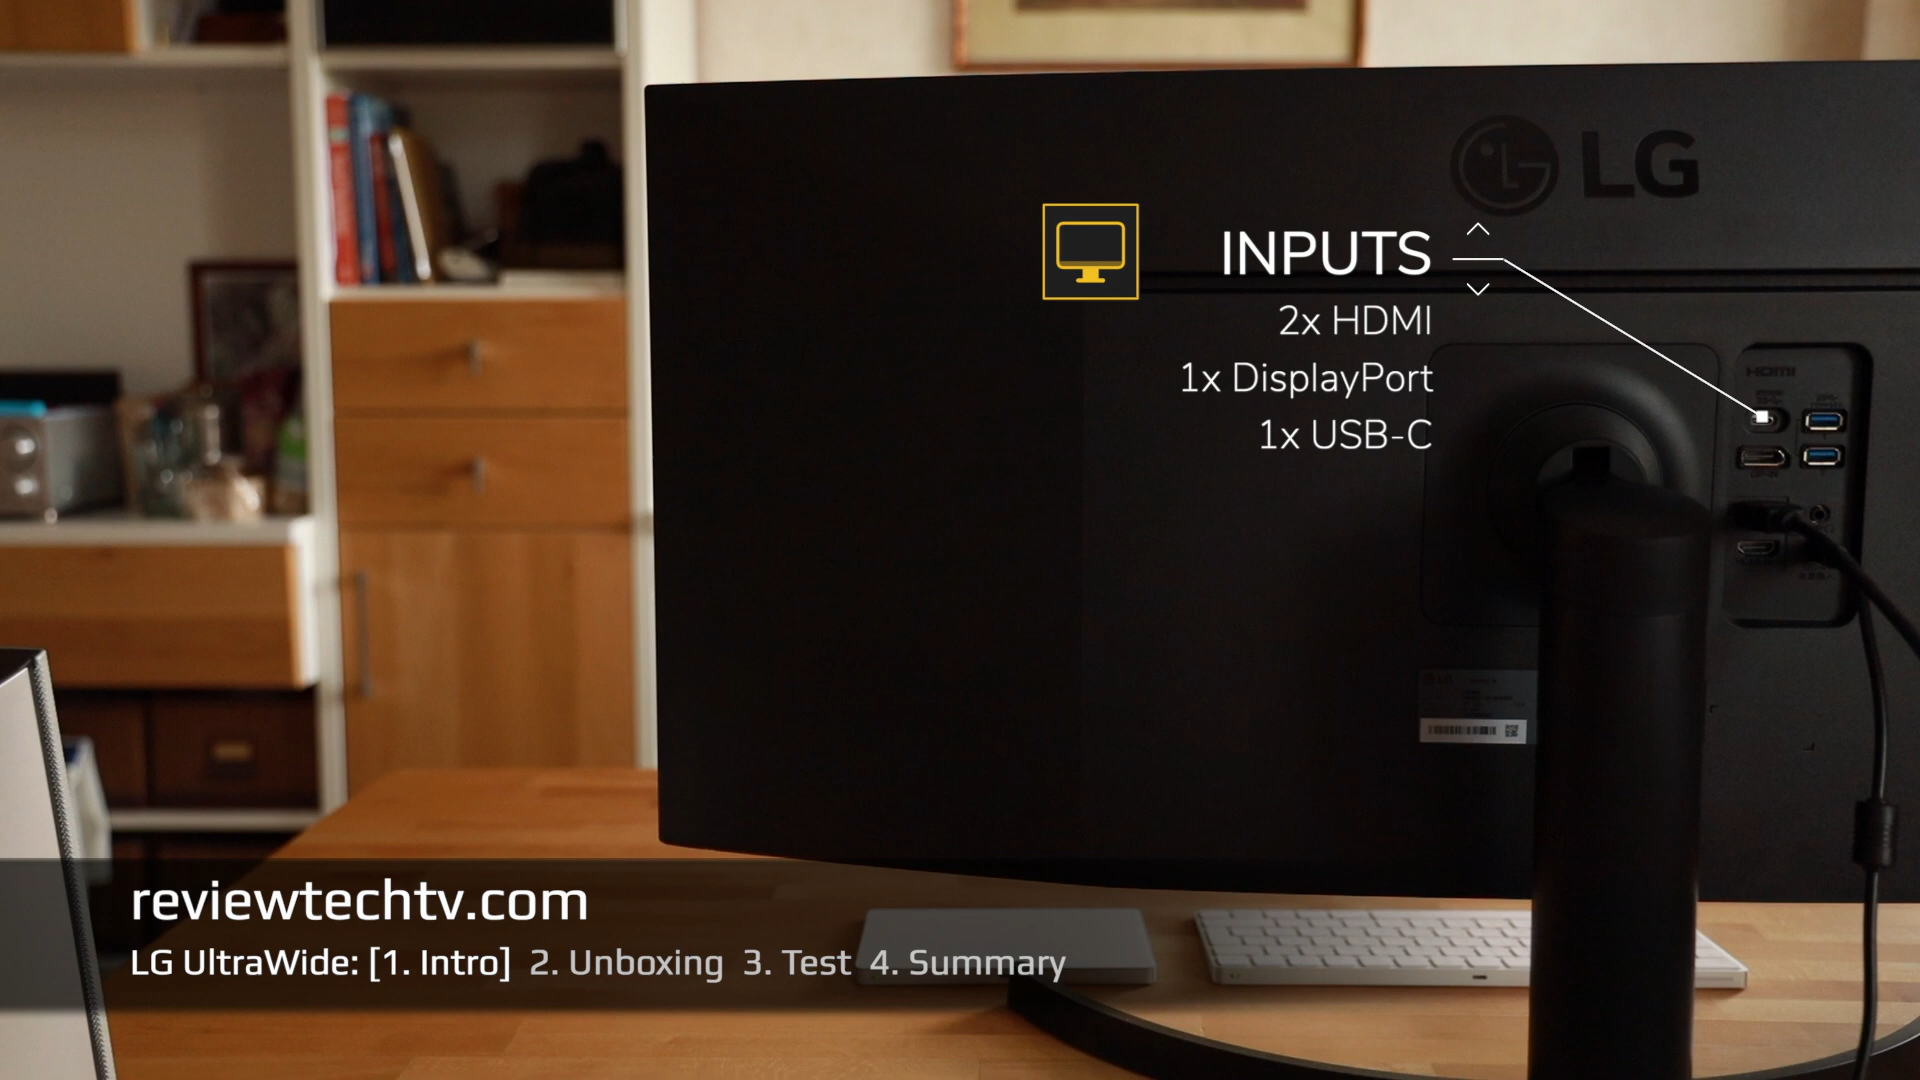 LG
INPUTS
2x HDMI
1x DisplayPort
1x USB-C
HDMI
reviewtechtv.com
LG UltraWide: [1. Intro] 2. Unboxing 3. Test 4. Summary